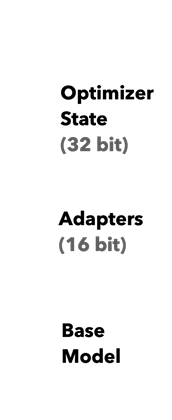 Optimizer
State
(32 bit)
Adapters
(16 bit)
Base
Model